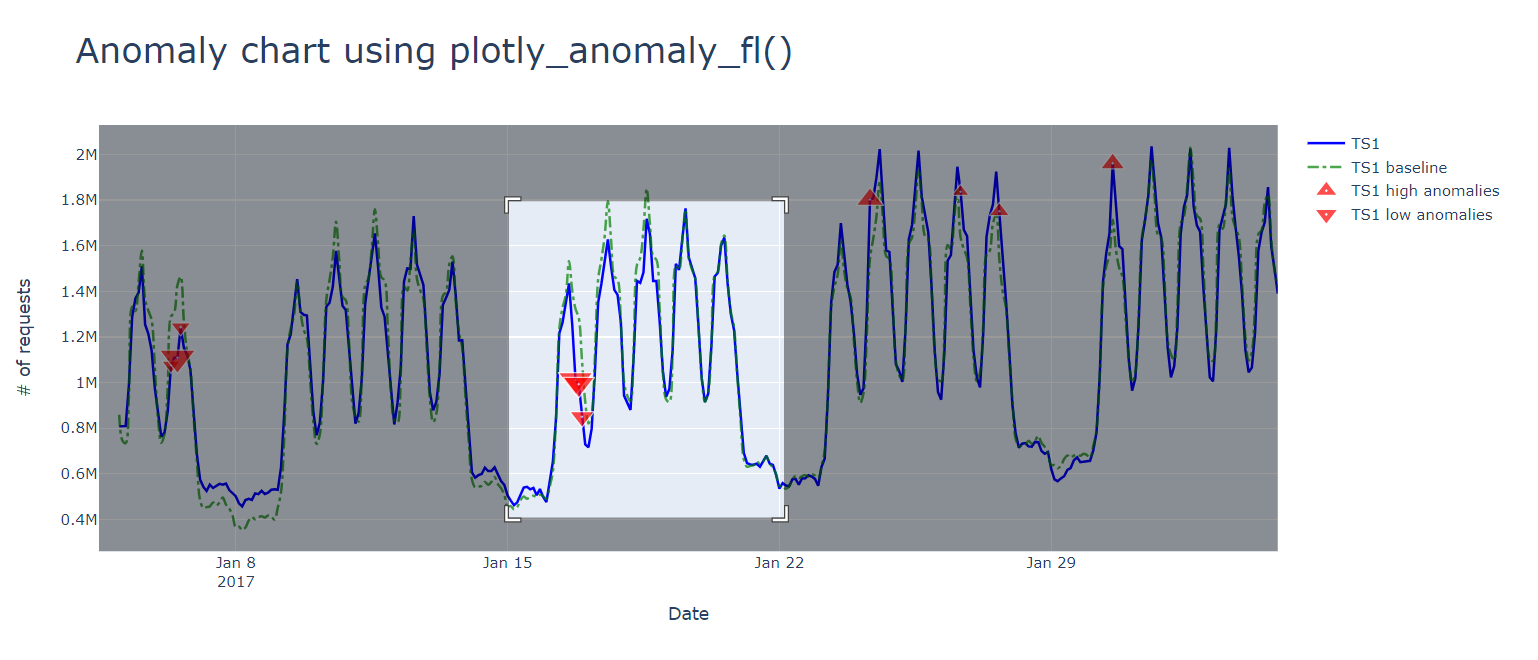 Anomaly chart using plotly_anomaly_fl()
# of requests
2M
1.8M
1.6M
1.4M
1.2M
1M
0.8M
0.6M
0.4M
Jan 8
2017
Jan 15
Jan 22
Jan 29
Date
TS1
TS1 baseline
TS1 high anomalies
TS1 low anomalies